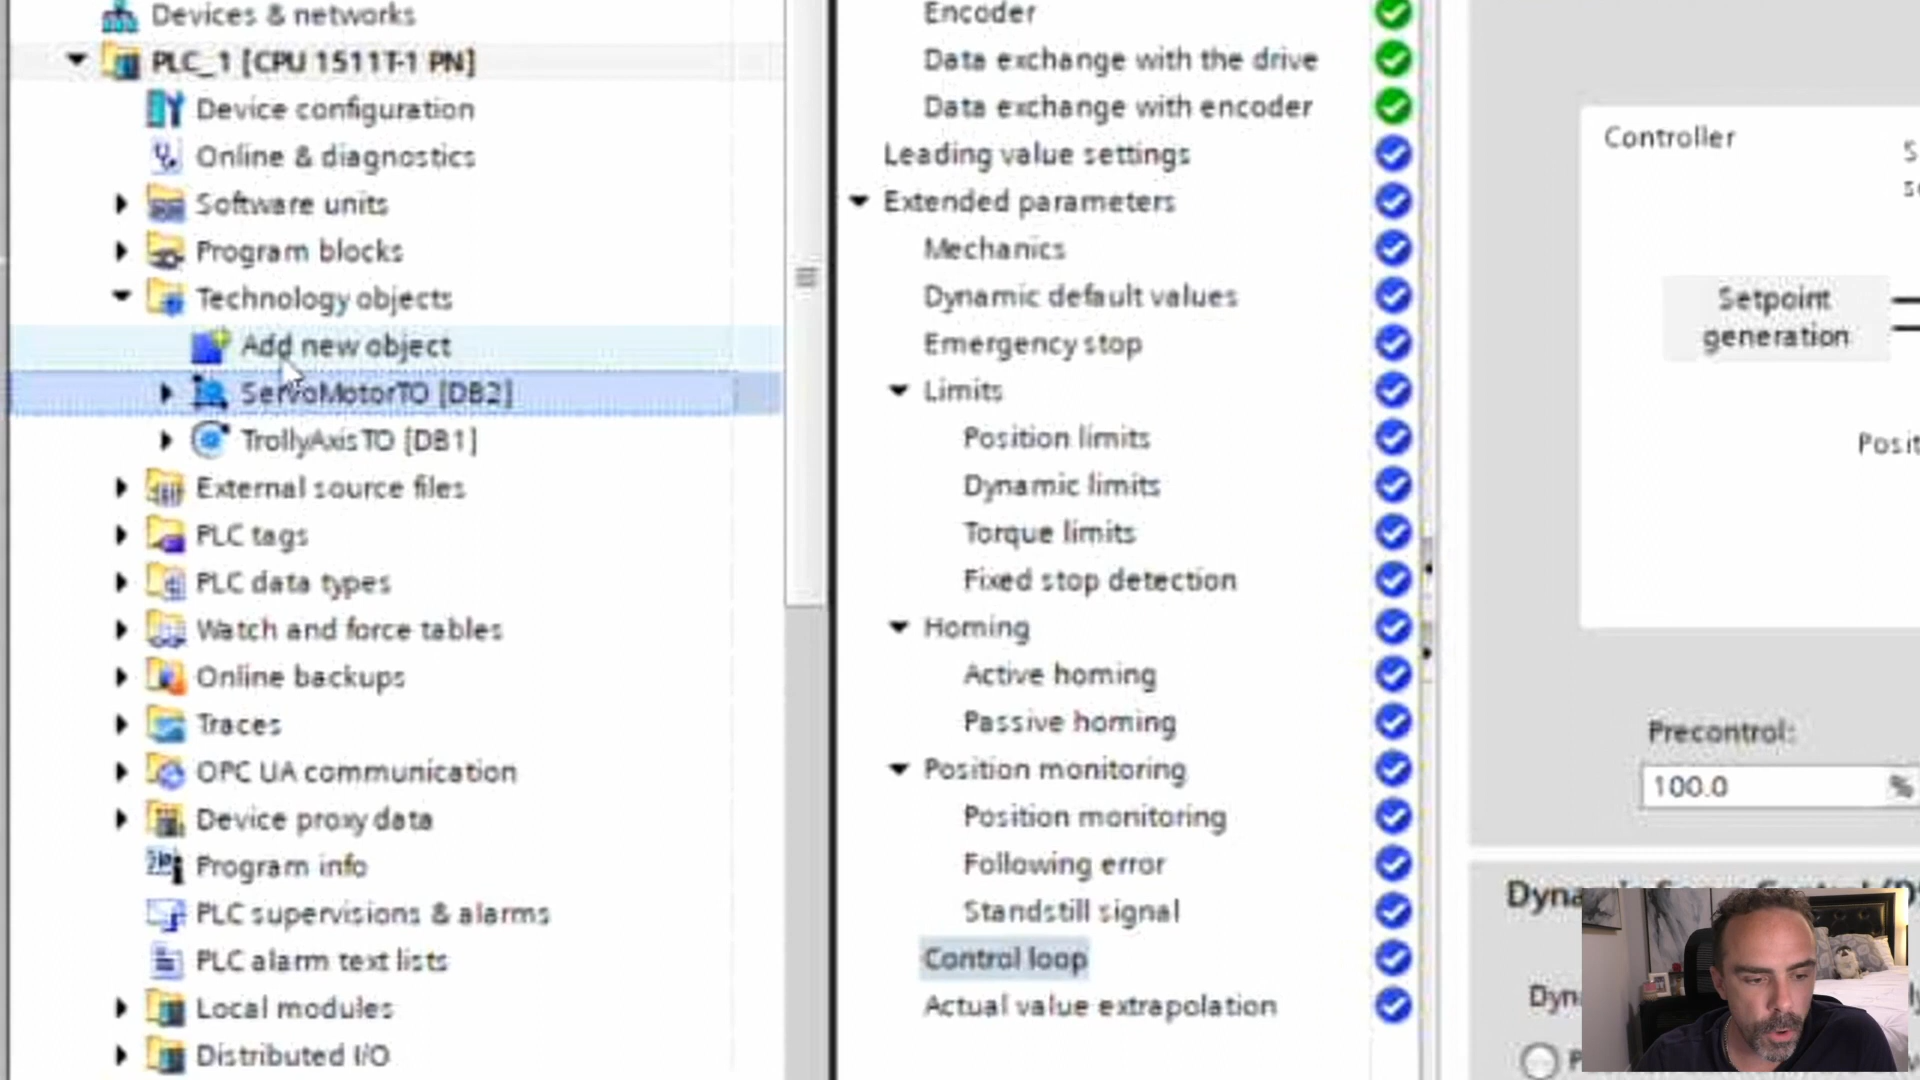 Devices & networks
PLC_1 [CPU 1511T-1 PN]
Device configuration
Online & diagnostics
Software units
Program blocks
Technology objects
Add new object
ServoMotorTO [DB2]
TrollyAxisTO [DB1]
External source files
PLC tags
PLC data types
Watch and force tables
Online backups
Traces
OPC UA communication
Device proxy data
Program info
PLC supervisions & alarms
PLC alarm text lists
Local modules
Distributed I/O
Encoder
Data exchange with the drive
Data exchange with encoder
Leading value settings
Extended parameters
Mechanics
Dynamic default values
Emergency stop
Limits
Position limits
Dynamic limits
Torque limits
Fixed stop detection
Homing
Active homing
Passive homing
Position monitoring
Position monitoring
Following error
Standstill signal
Control loop
Actual value extrapolation
Controller
Setpoint
generation
Posit
Precontrol:
100.0 %